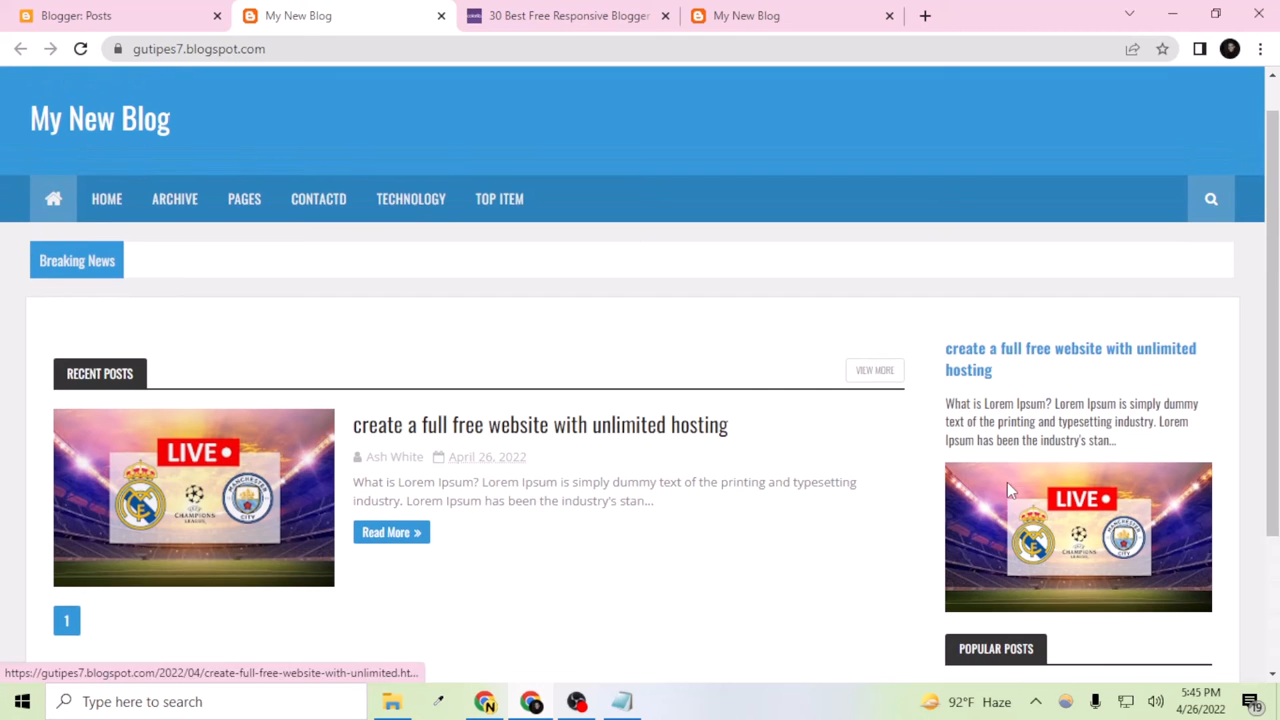 Blogger: Posts
My New Blog
30 Best Free Responsive Blogger
My New Blog
gutipes7.blogspot.com
My New Blog
HOME ARCHIVE PAGES CONTACTD TECHNOLOGY TOP ITEM
Breaking News
RECENT POSTS
VIEW MORE
LIVE
CHAMPIONS
LEAGUE
create a full free website with unlimited hosting
Ash White April 26, 2022
What is Lorem Ipsum? Lorem Ipsum is simply dummy text of the printing and typesetting
industry. Lorem Ipsum has been the industry's stan...
Read More »
1
create a full free website with unlimited
hosting
What is Lorem Ipsum? Lorem Ipsum is simply dummy
text of the printing and typesetting industry. Lorem
Ipsum has been the industry's stan...
LIVE
CHAMPIONS
LEAGUE
POPULAR POSTS
https://gutipes7.blogspot.com/2022/04/create-full-free-website-with-unlimited.ht...
Type here to search
92°F Haze
5:45 PM
4/26/2022
19